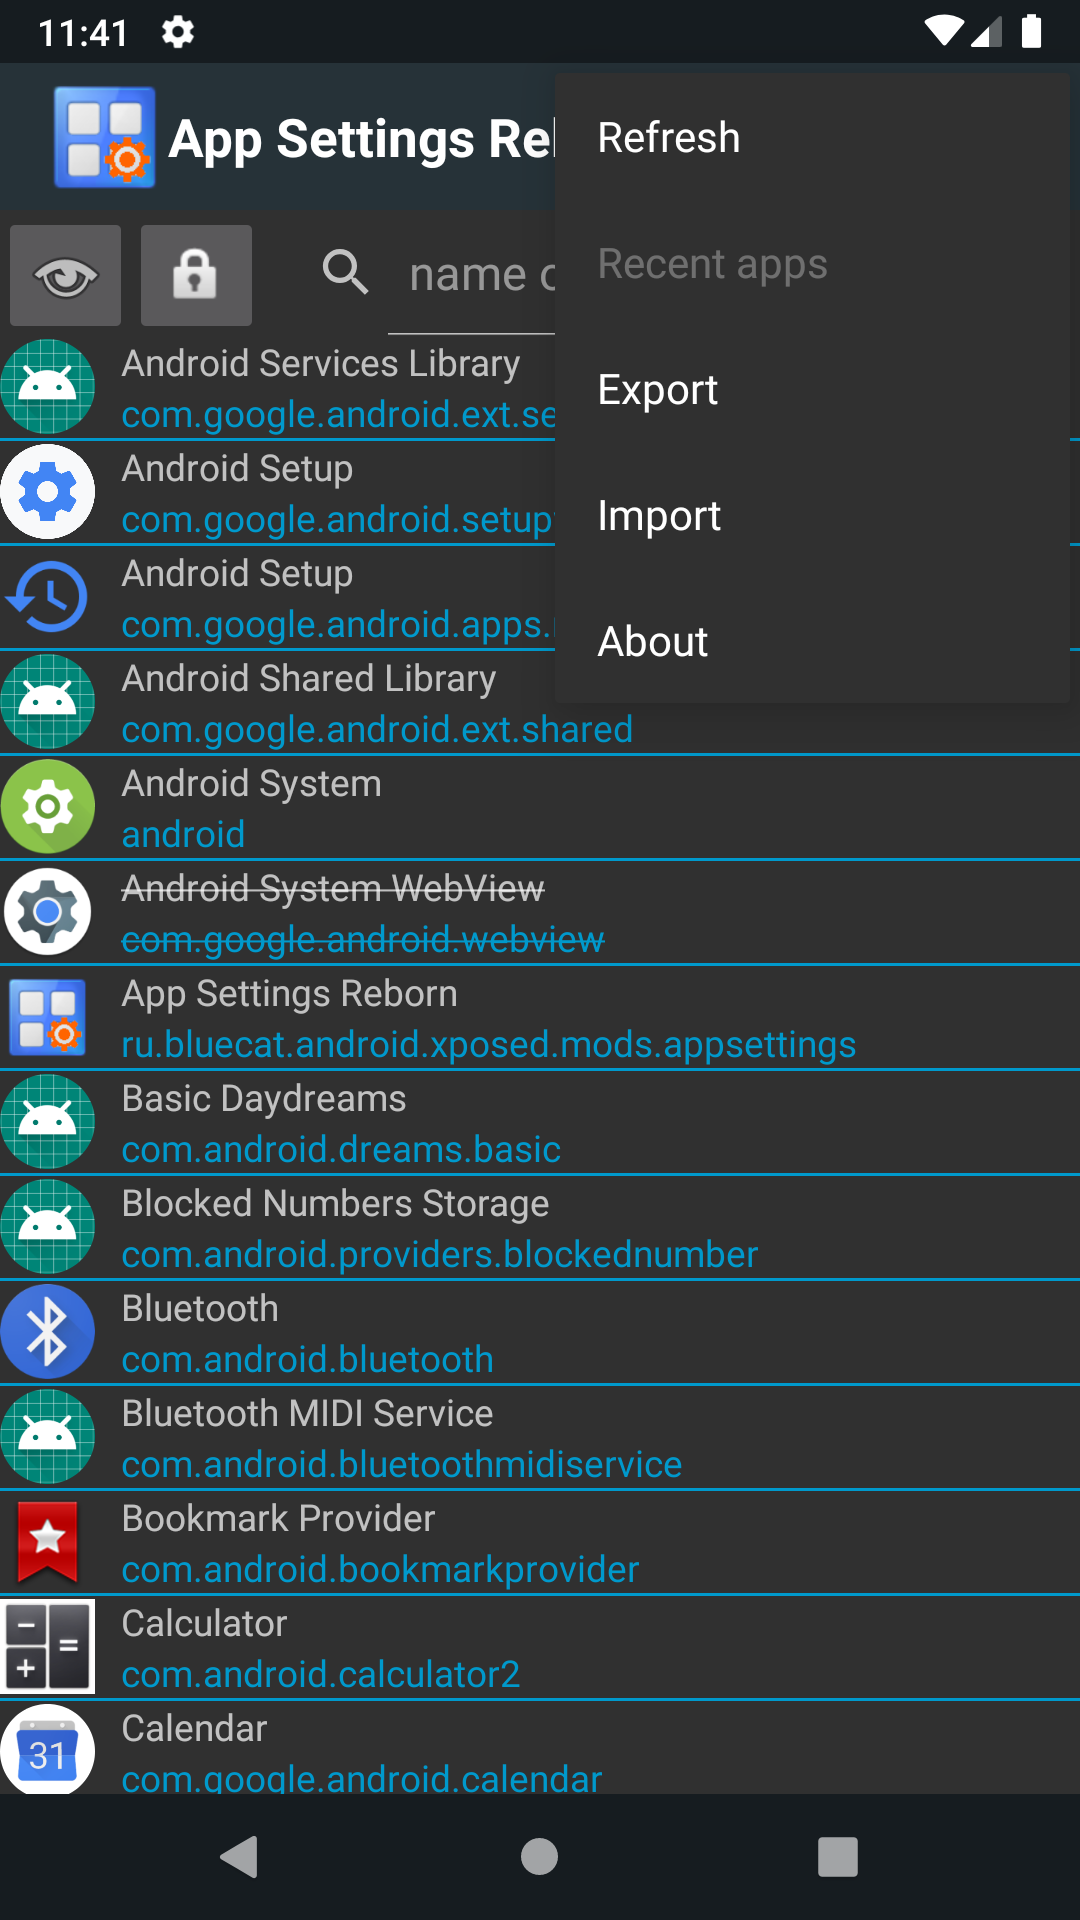 11:41
App Settings Re
Refresh
Recent apps
Export
Import
About
name
Android Services Library
com.google.android.ext.se
Android Setup
com.google.android.setup
Android Setup
com.google.android.apps.
Android Shared Library
com.google.android.ext.shared
Android System
android
Android System WebView
com.google.android.webview
App Settings Reborn
ru.bluecat.android.xposed.mods.appsettings
Basic Daydreams
com.android.dreams.basic
Blocked Numbers Storage
com.android.providers.blockednumber
Bluetooth
com.android.bluetooth
Bluetooth MIDI Service
com.android.bluetoothmidiservice
Bookmark Provider
com.android.bookmarkprovider
Calculator
com.android.calculator2
31
Calendar
com.google.android.calendar